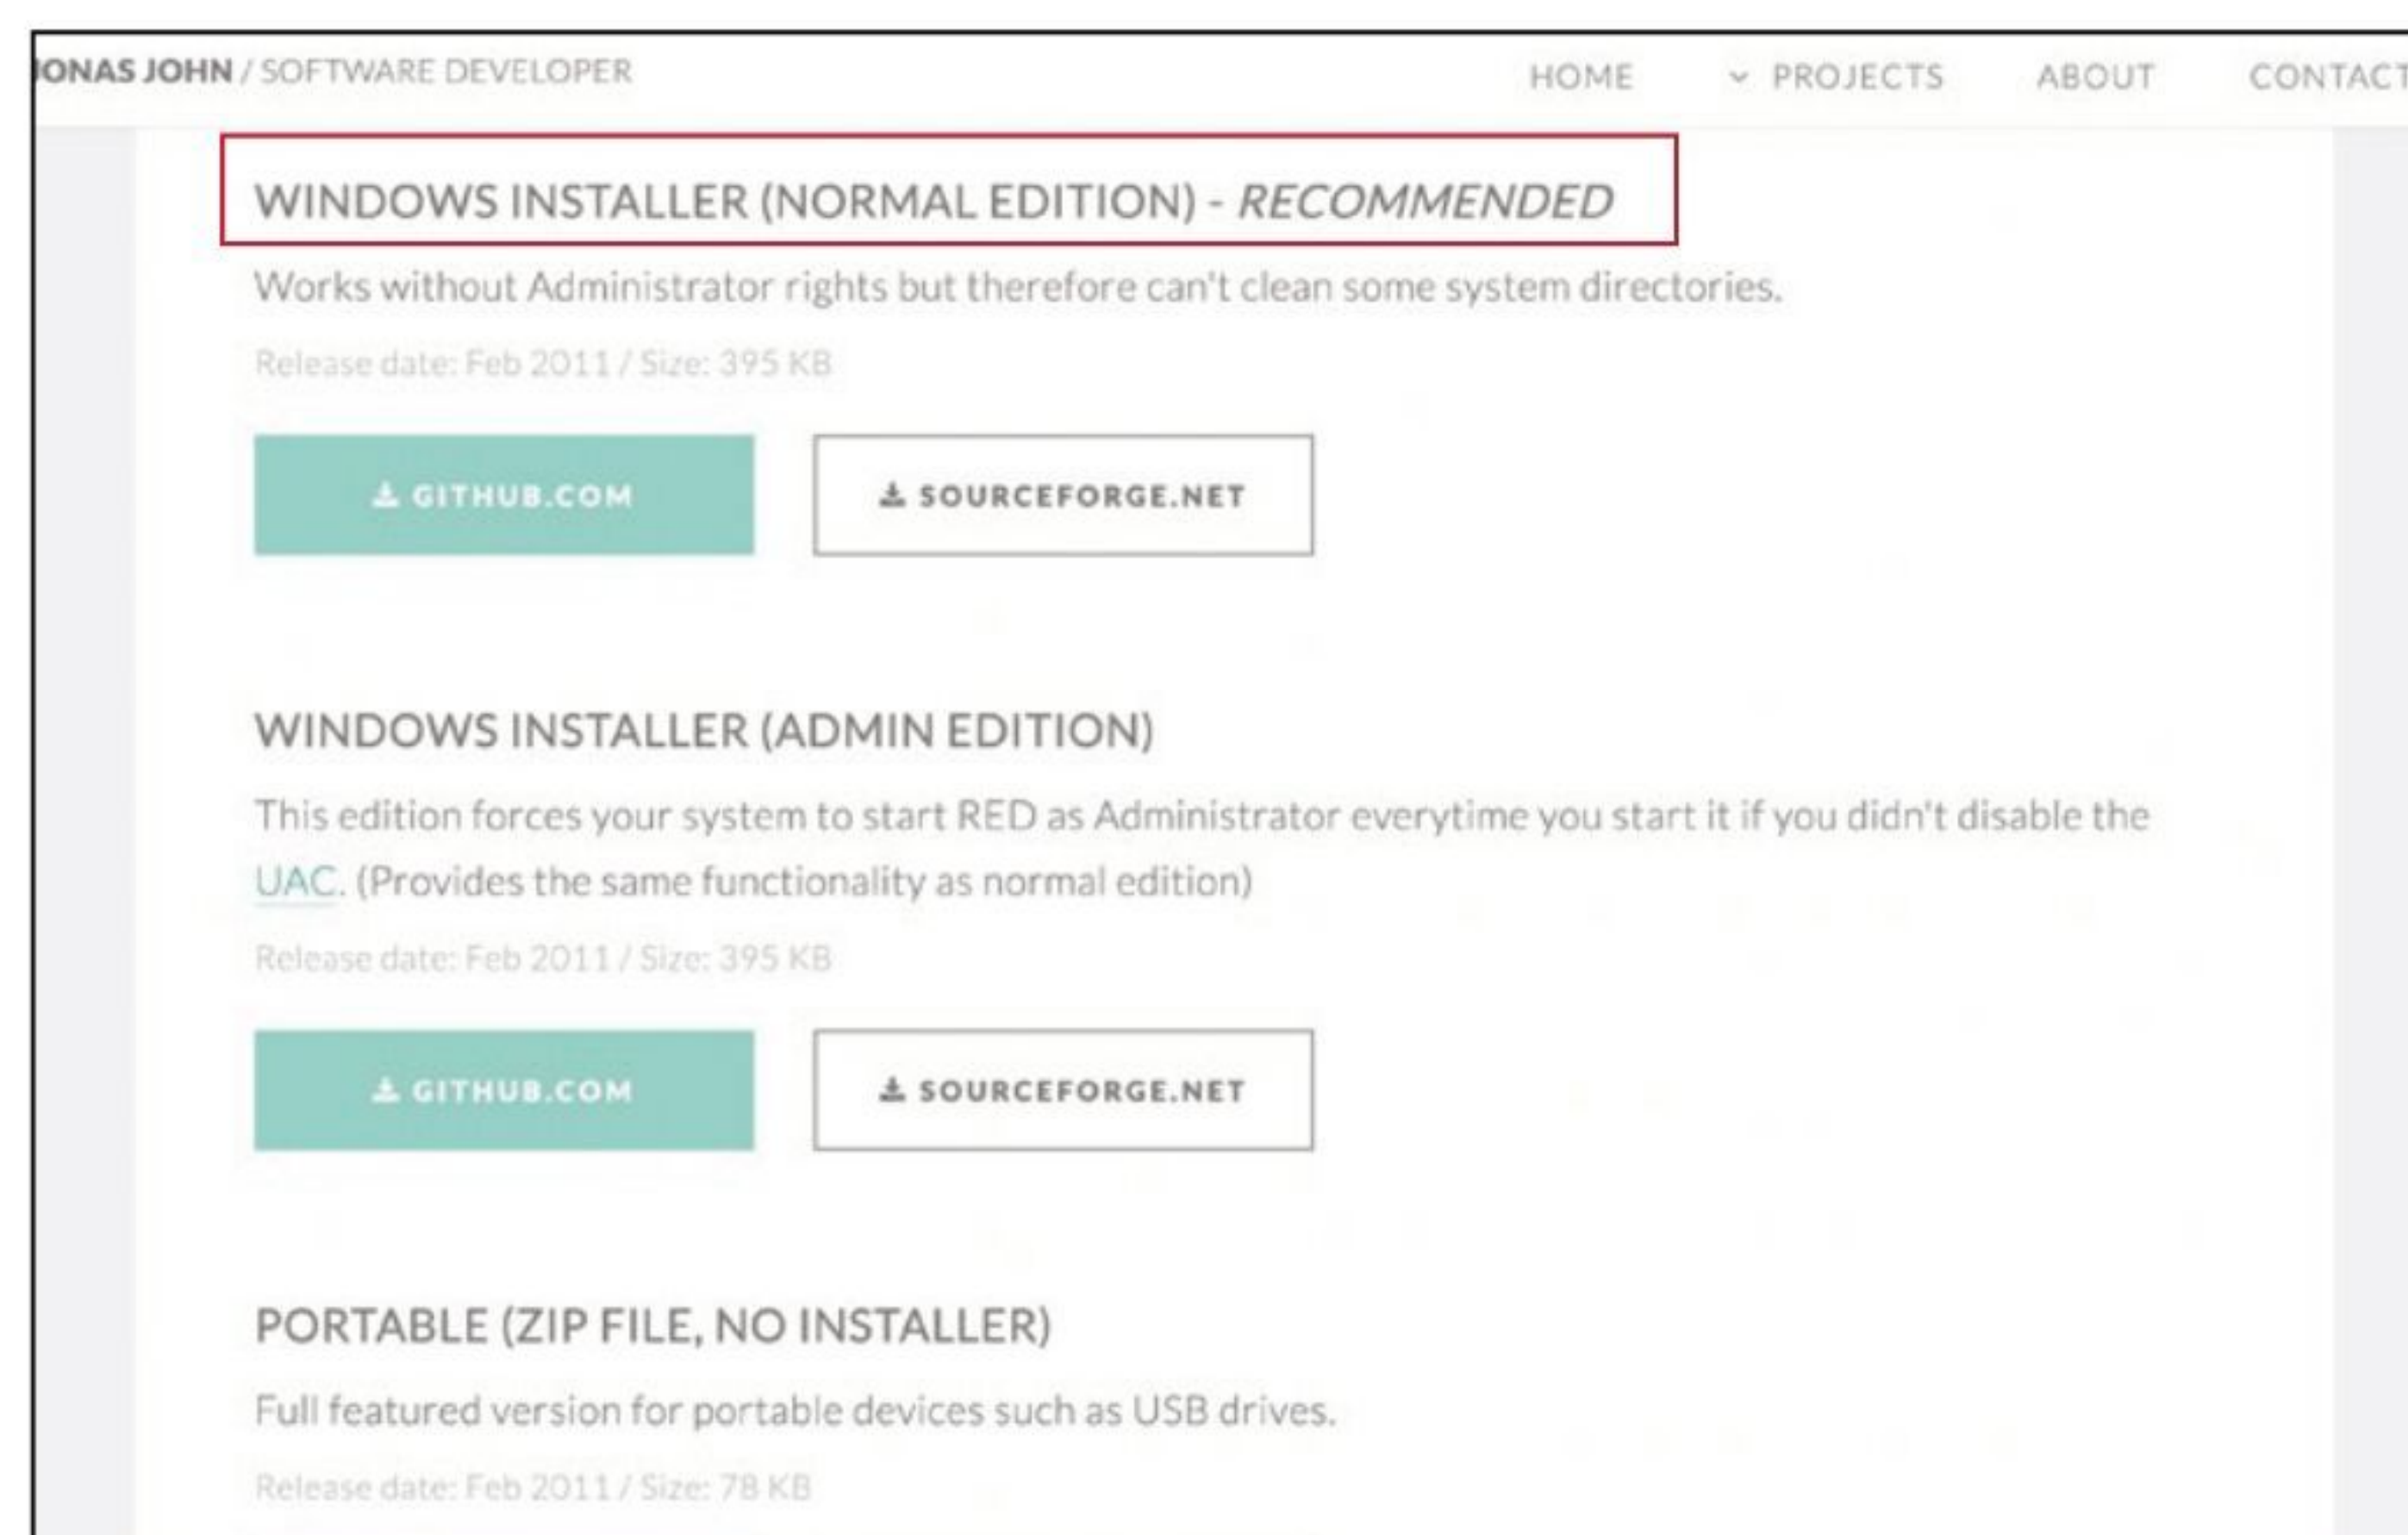 JONAS JOHN / SOFTWARE DEVELOPER
HOME PROJECTS ABOUT CONTACT
WINDOWS INSTALLER (NORMAL EDITION) - RECOMMENDED
Works without Administrator rights but therefore can't clean some system directories.
Release date: Feb 2011 / Size: 395 KB
GITHUB.COM SOURCEFORGE.NET
WINDOWS INSTALLER (ADMIN EDITION)
This edition forces your system to start RED as Administrator everytime you start it if you didn't disable the
UAC. (Provides the same functionality as normal edition)
Release date: Feb 2011 / Size: 395 KB
GITHUB.COM SOURCEFORGE.NET
PORTABLE (ZIP FILE, NO INSTALLER)
Full featured version for portable devices such as USB drives.
Release date: Feb 2011 / Size: 78 KB